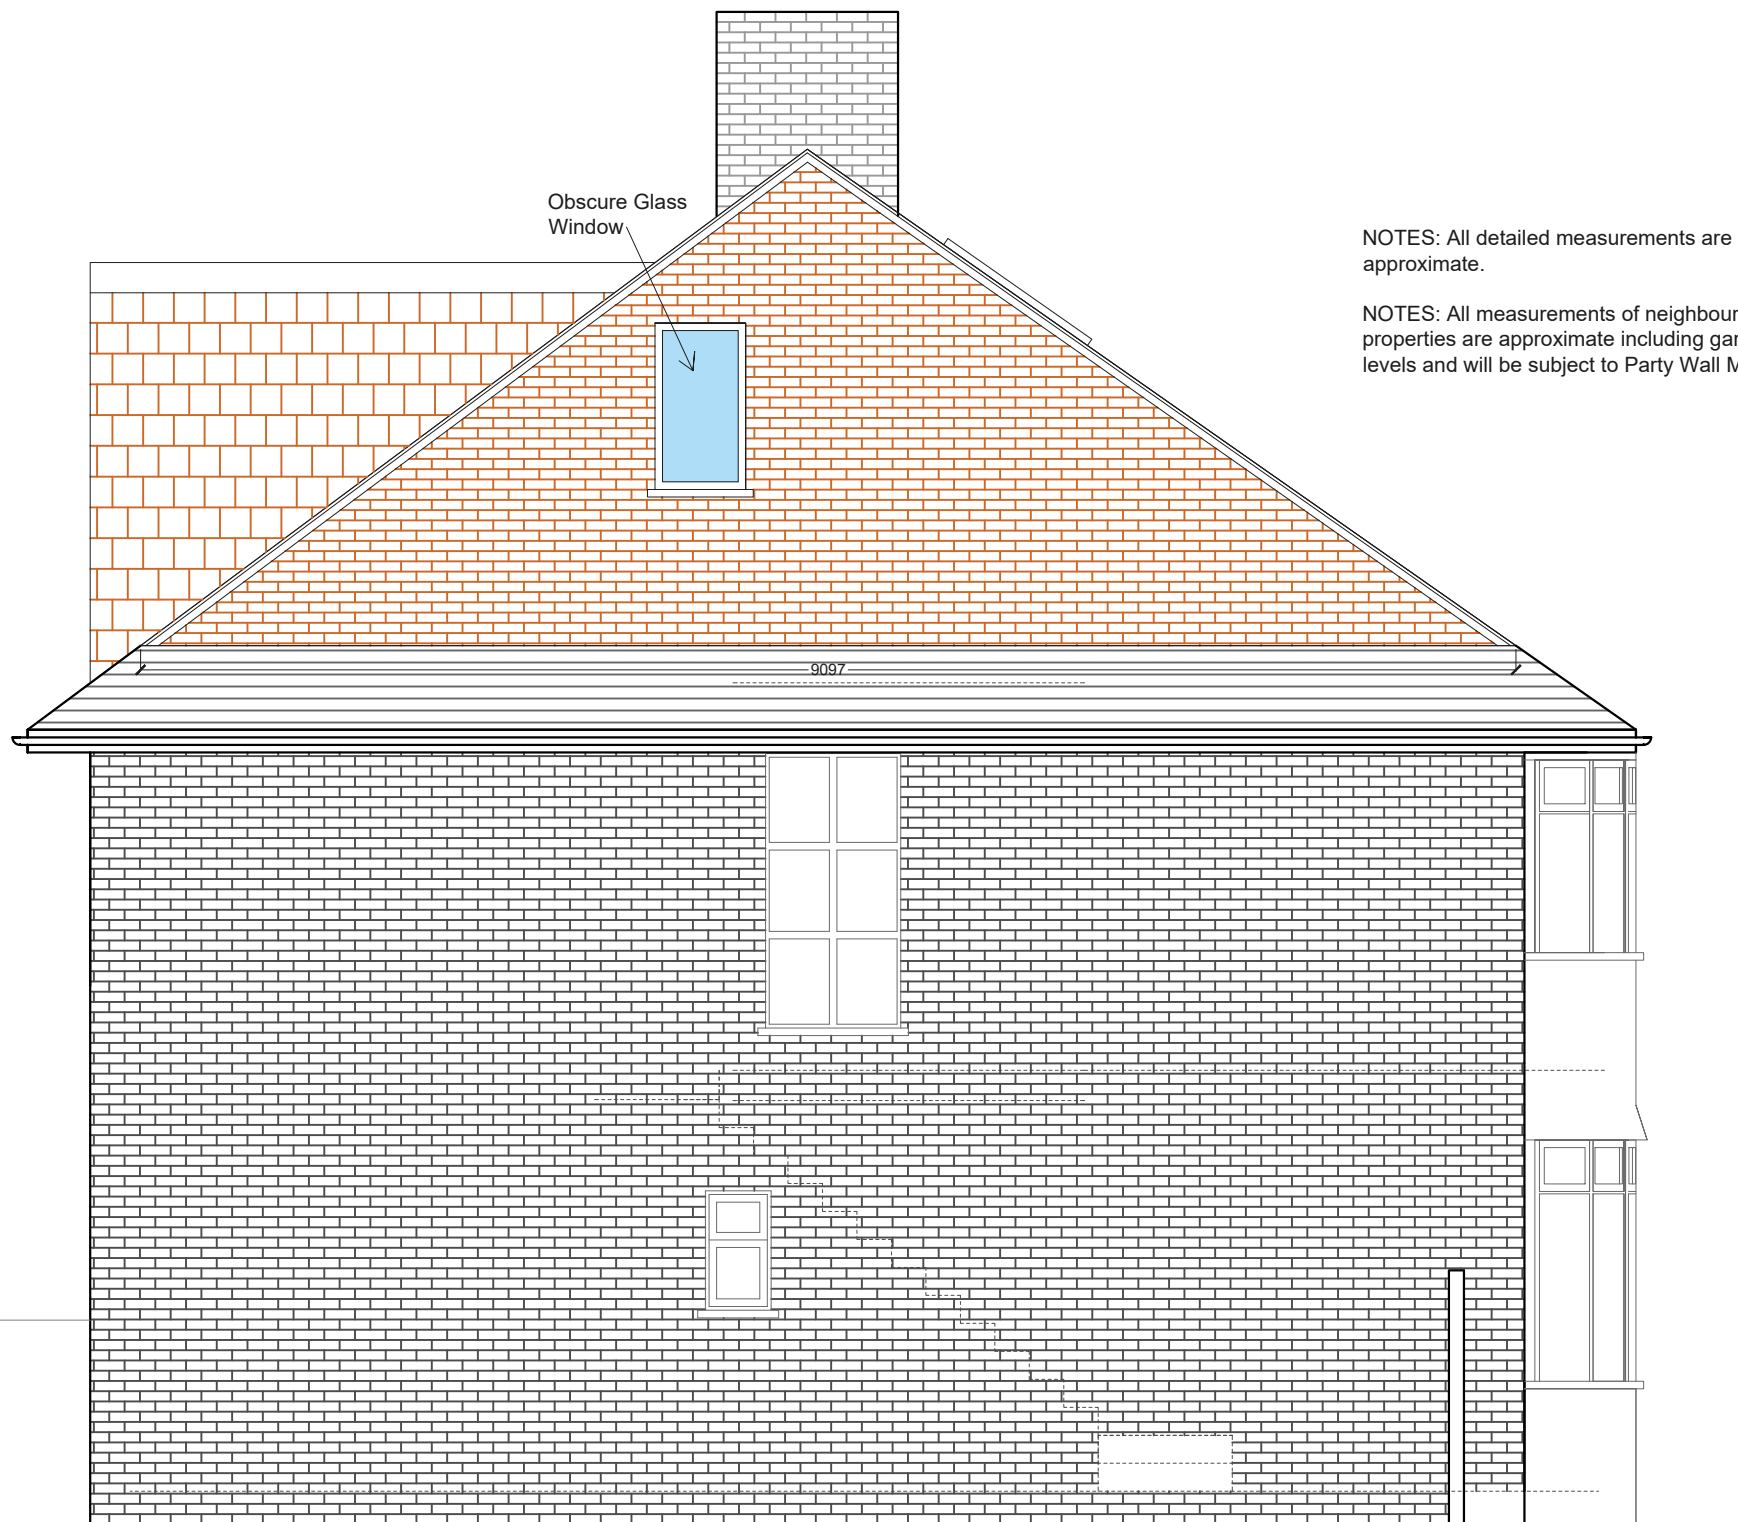 Obscure Glass
Window
NOTES: All detailed measurements are
approximate.
NOTES: All measurements of neighbour
properties are approximate including gar
levels and will be subject to Party Wall M
9097